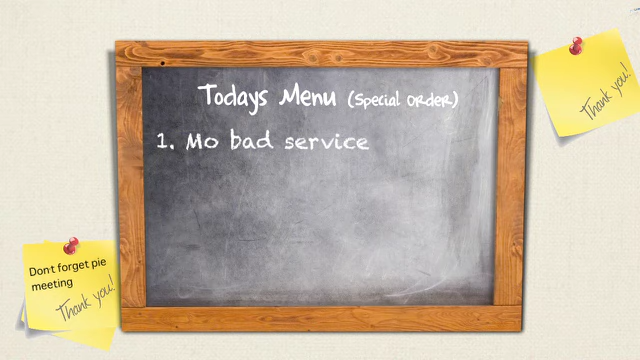 Todays Menu (Special Order)
1. Mo bad service
Thank you!
Don't forget pie
meeting
Thank you!